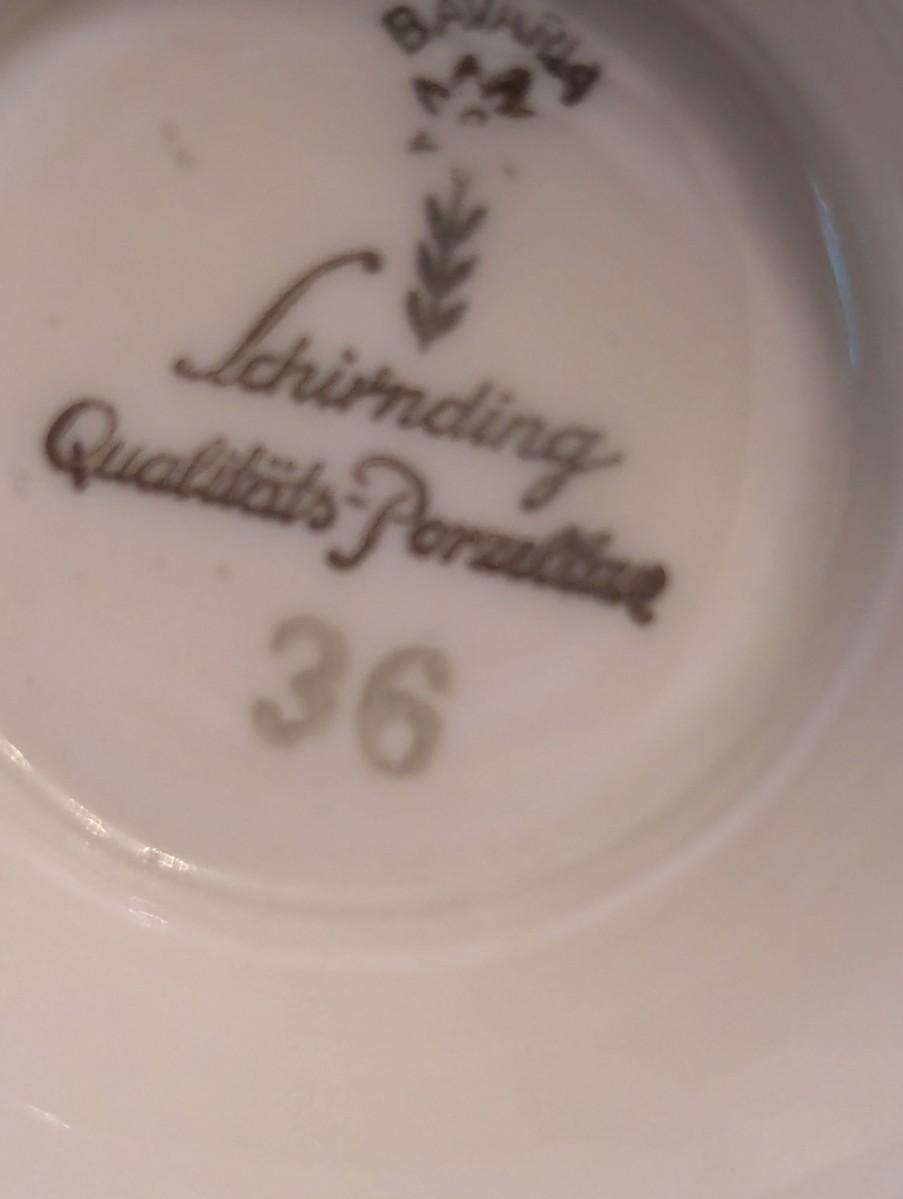 BAVARIA
Schirnding
Qualitäts-Porzellan
36